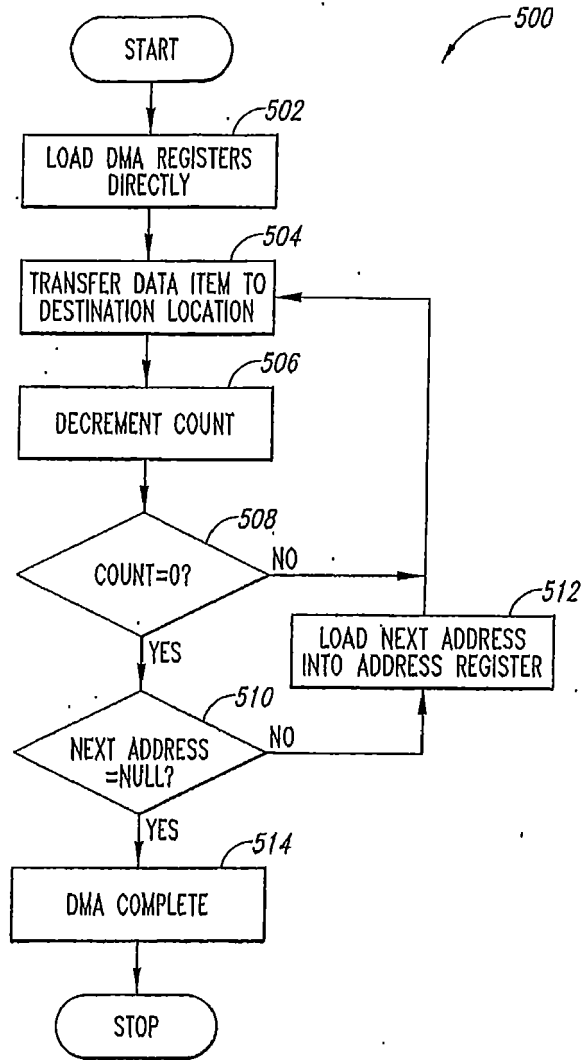 500
START
502
LOAD DMA REGISTERS
DIRECTLY
504
TRANSFER DATA ITEM TO
DESTINATION LOCATION
506
DECREMENT COUNT
508
COUNT=0?
NO
YES
512
LOAD NEXT ADDRESS
INTO ADDRESS REGISTER
510
NEXT ADDRESS
=NULL?
NO
YES
514
DMA COMPLETE
STOP